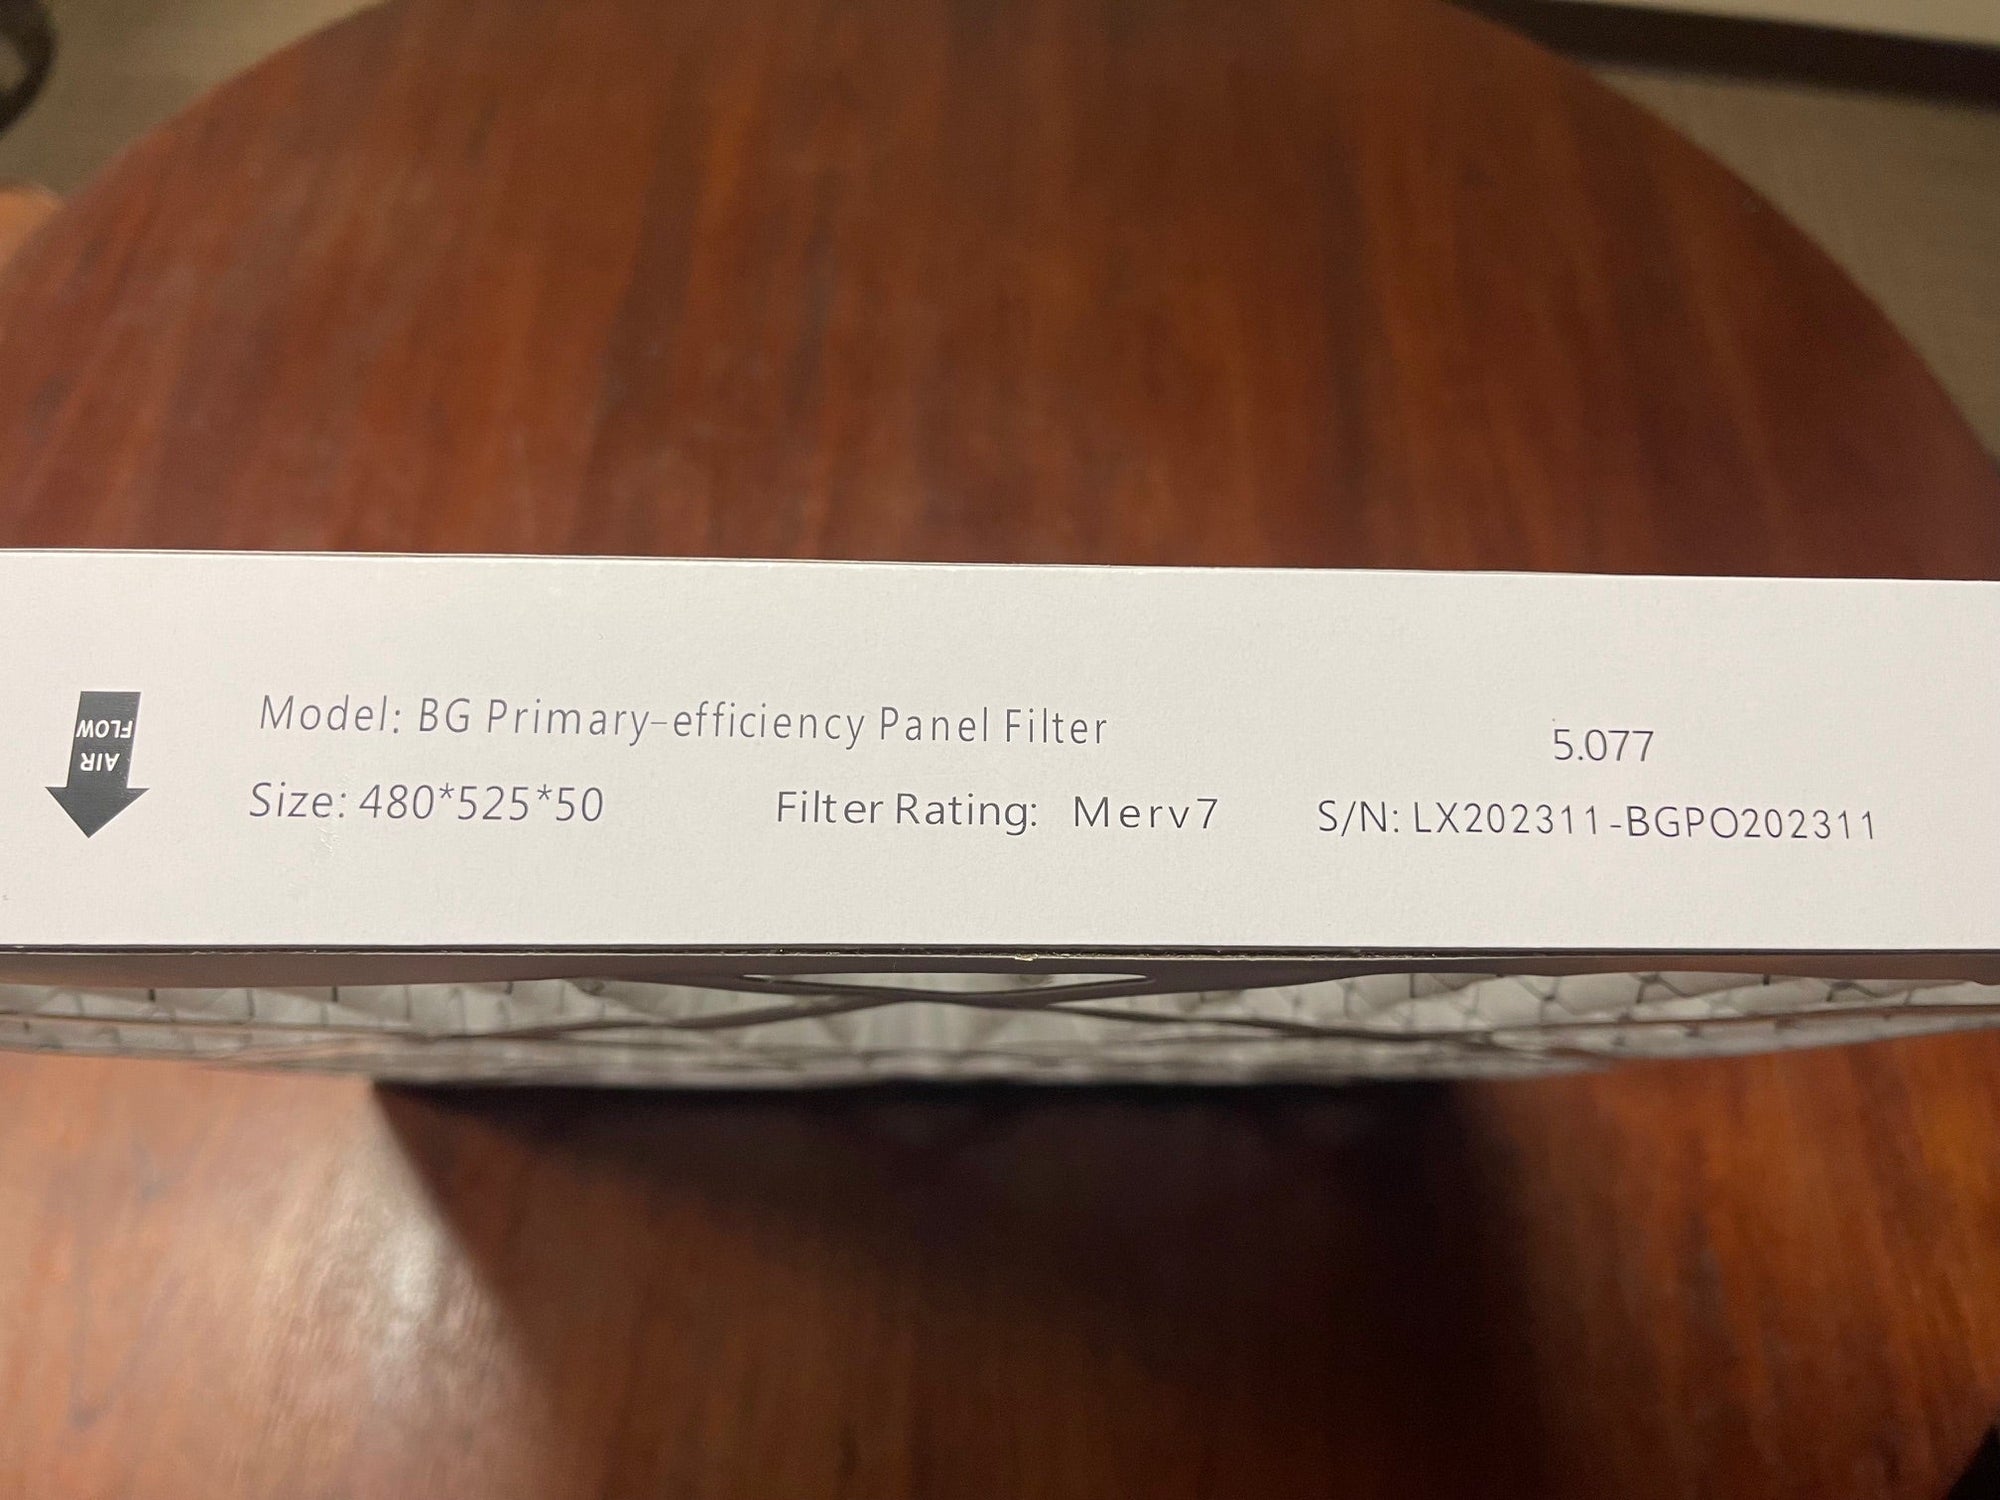 AIR
FLOW
Model: BG Primary-efficiency Panel Filter
5.077
Size: 480*525*50 Filter Rating: Merv7 S/N: LX202311-BGPO202311